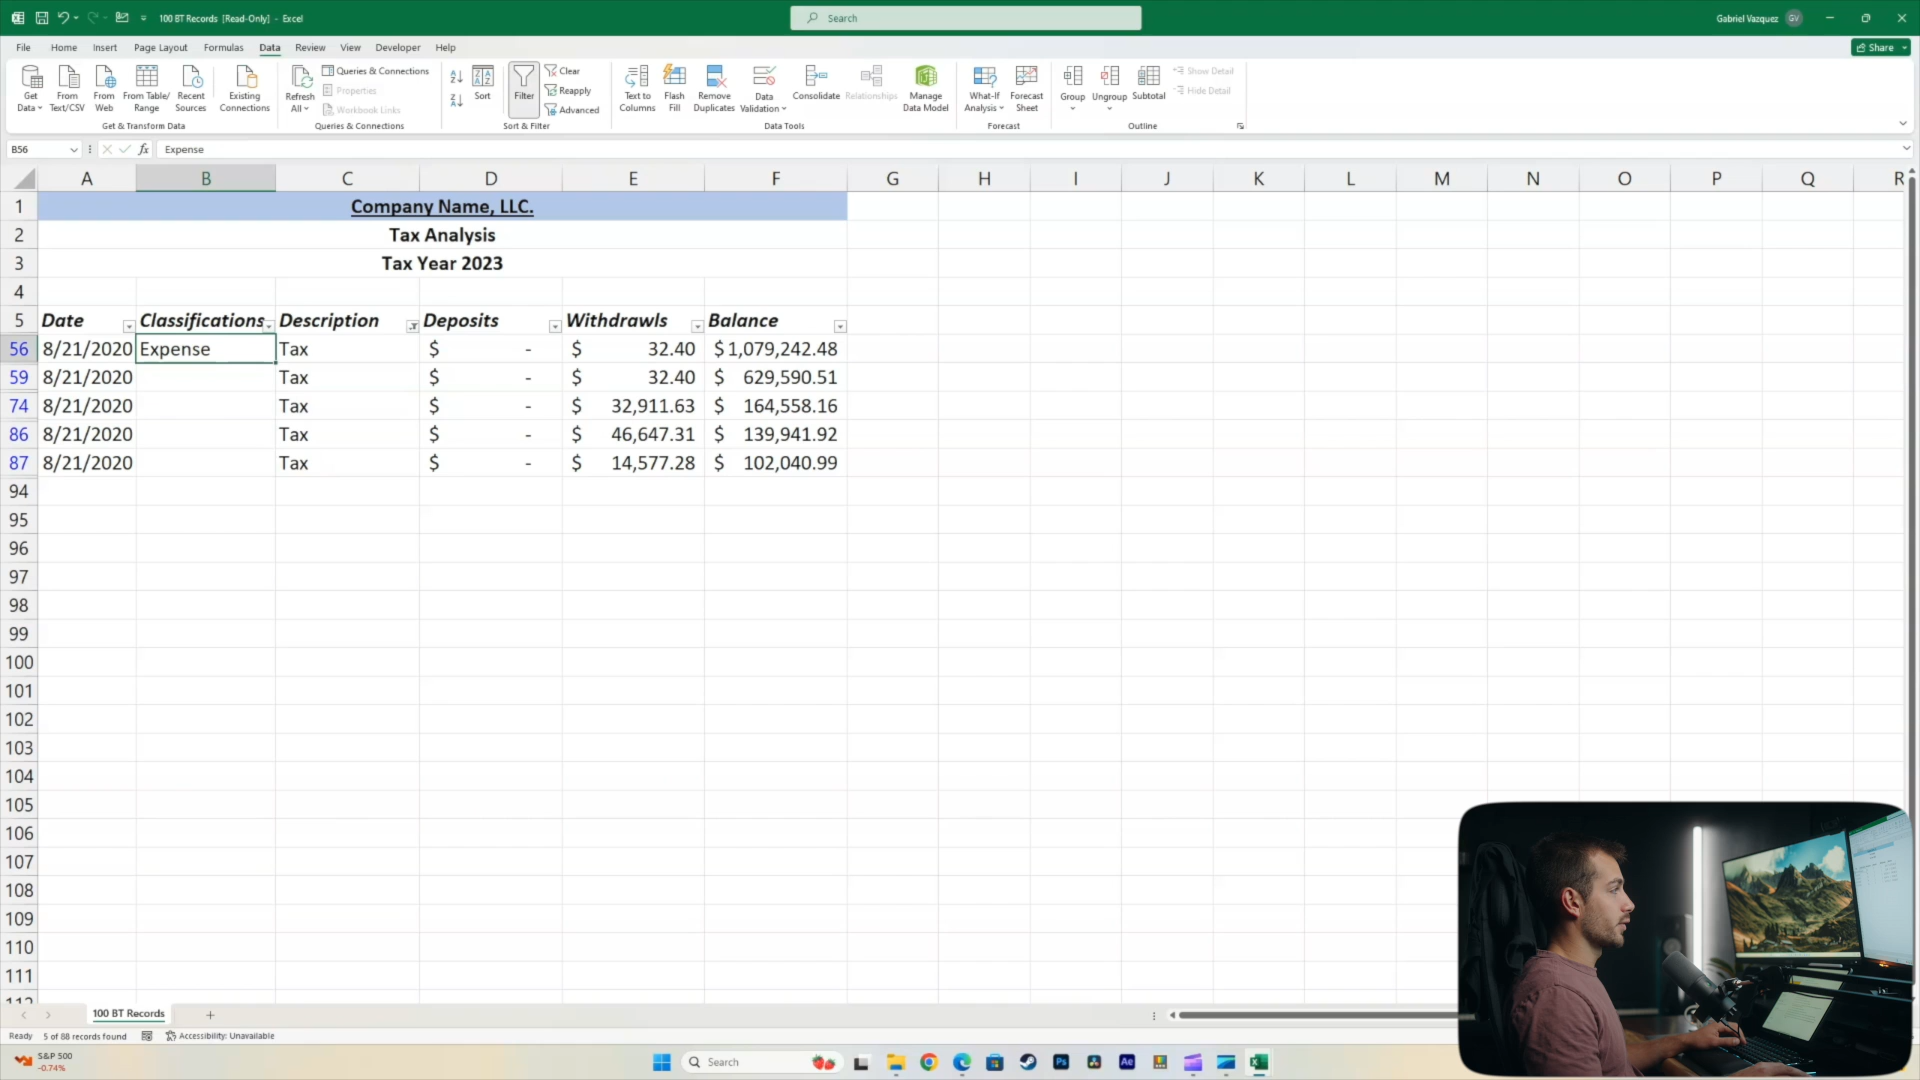 100 BT Records [Read-Only] - Excel
Search
Gabriel Vazquez GV
File Home Insert Page Layout Formulas Data Review View Developer Help
Share
Get Data
From Text/CSV
From Web
From Table/ Range
Recent Sources
Existing Connections
Get & Transform Data
Refresh All
Queries & Connections
Properties
Workbook Links
Queries & Connections
Sort
Filter
Clear
Reapply
Advanced
Sort & Filter
Text to Columns
Flash Fill
Remove Duplicates
Data Validation
Consolidate
Relationships
Manage Data Model
Data Tools
What-If Analysis
Forecast Sheet
Forecast
Group
Ungroup
Subtotal
Show Detail
Hide Detail
Outline
B56 fx Expense
A B C D E F G H I J K L M N O P Q R
1 Company Name, LLC.
2 Tax Analysis
3 Tax Year 2023
4
5 Date Classifications Description Deposits Withdrawls Balance
56 8/21/2020 Expense Tax $ - $ 32.40 $ 1,079,242.48
59 8/21/2020 Tax $ - $ 32.40 $ 629,590.51
74 8/21/2020 Tax $ - $ 32,911.63 $ 164,558.16
86 8/21/2020 Tax $ - $ 46,647.31 $ 139,941.92
87 8/21/2020 Tax $ - $ 14,577.28 $ 102,040.99
94
95
96
97
98
99
100
101
102
103
104
105
106
107
108
109
110
111
112
100 BT Records
Ready 5 of 88 records found Accessibility: Unavailable
S&P 500
-0.74%
Search
Ps
Ae